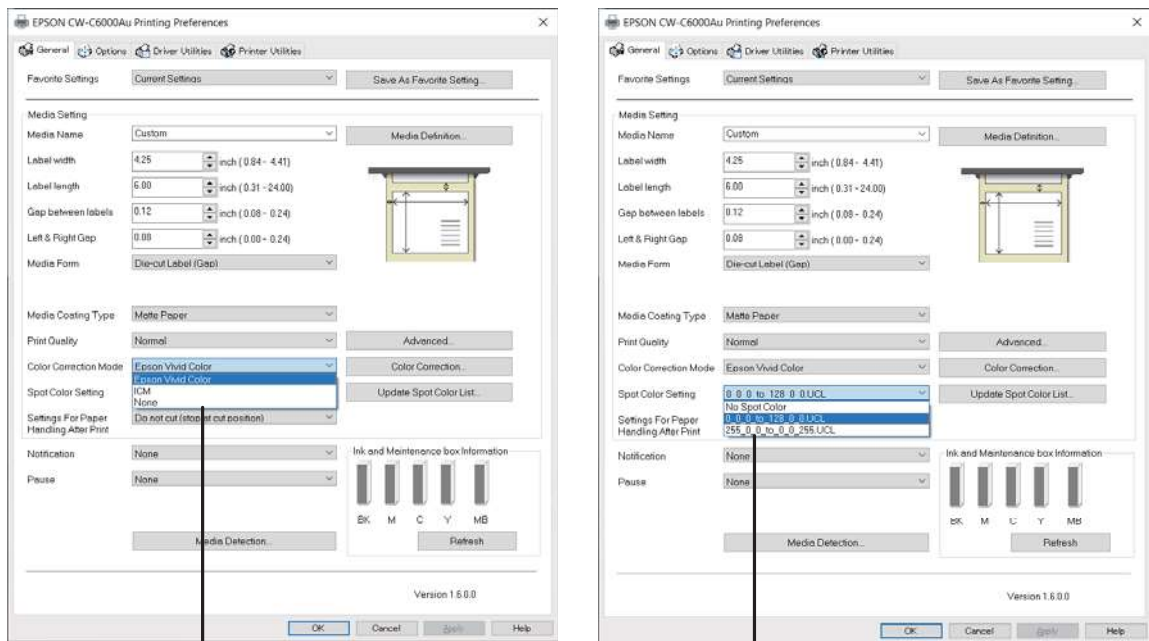 EPSON CW-C6000Au Printing Preferences
General Options Driver Utilities Printer Utilities
Favorite Settings Current Settings Save As Favorite Setting...
Media Setting
Media Name Custom Media Definition...
Label width 4.25 inch ( 0.84 - 4.41)
Label length 6.00 inch ( 0.31 - 24.00)
Gap between labels 0.12 inch ( 0.08 - 0.24)
Left & Right Gap 0.08 inch ( 0.00 - 0.24)
Media Form Die-cut Label (Gap)
Media Coating Type Matte Paper
Print Quality Normal Advanced...
Color Correction Mode Epson Vivid Color Color Correction...
Epson Vivid Color
ICM
None
Spot Color Setting Update Spot Color List...
Settings For Paper Handling After Print Do not cut (stop at cut position)
Notification None
Pause None
Ink and Maintenance box Information
BK M C Y MB
Media Detection... Refresh
Version 1.6.0.0
OK Cancel Apply Help
EPSON CW-C6000Au Printing Preferences
General Options Driver Utilities Printer Utilities
Favorite Settings Current Settings Save As Favorite Setting...
Media Setting
Media Name Custom Media Definition...
Label width 4.25 inch ( 0.84 - 4.41)
Label length 6.00 inch ( 0.31 - 24.00)
Gap between labels 0.12 inch ( 0.08 - 0.24)
Left & Right Gap 0.08 inch ( 0.00 - 0.24)
Media Form Die-cut Label (Gap)
Media Coating Type Matte Paper
Print Quality Normal Advanced...
Color Correction Mode Epson Vivid Color Color Correction...
Spot Color Setting 0_0_0_to_128_0_0.UCL Update Spot Color List...
No Spot Color
0_0_0_to_128_0_0.UCL
255_0_0_to_0_0_255.UCL
Settings For Paper
Handling After Print
Notification None
Pause None
Ink and Maintenance box Information
BK M C Y MB
Media Detection... Refresh
Version 1.6.0.0
OK Cancel Apply Help